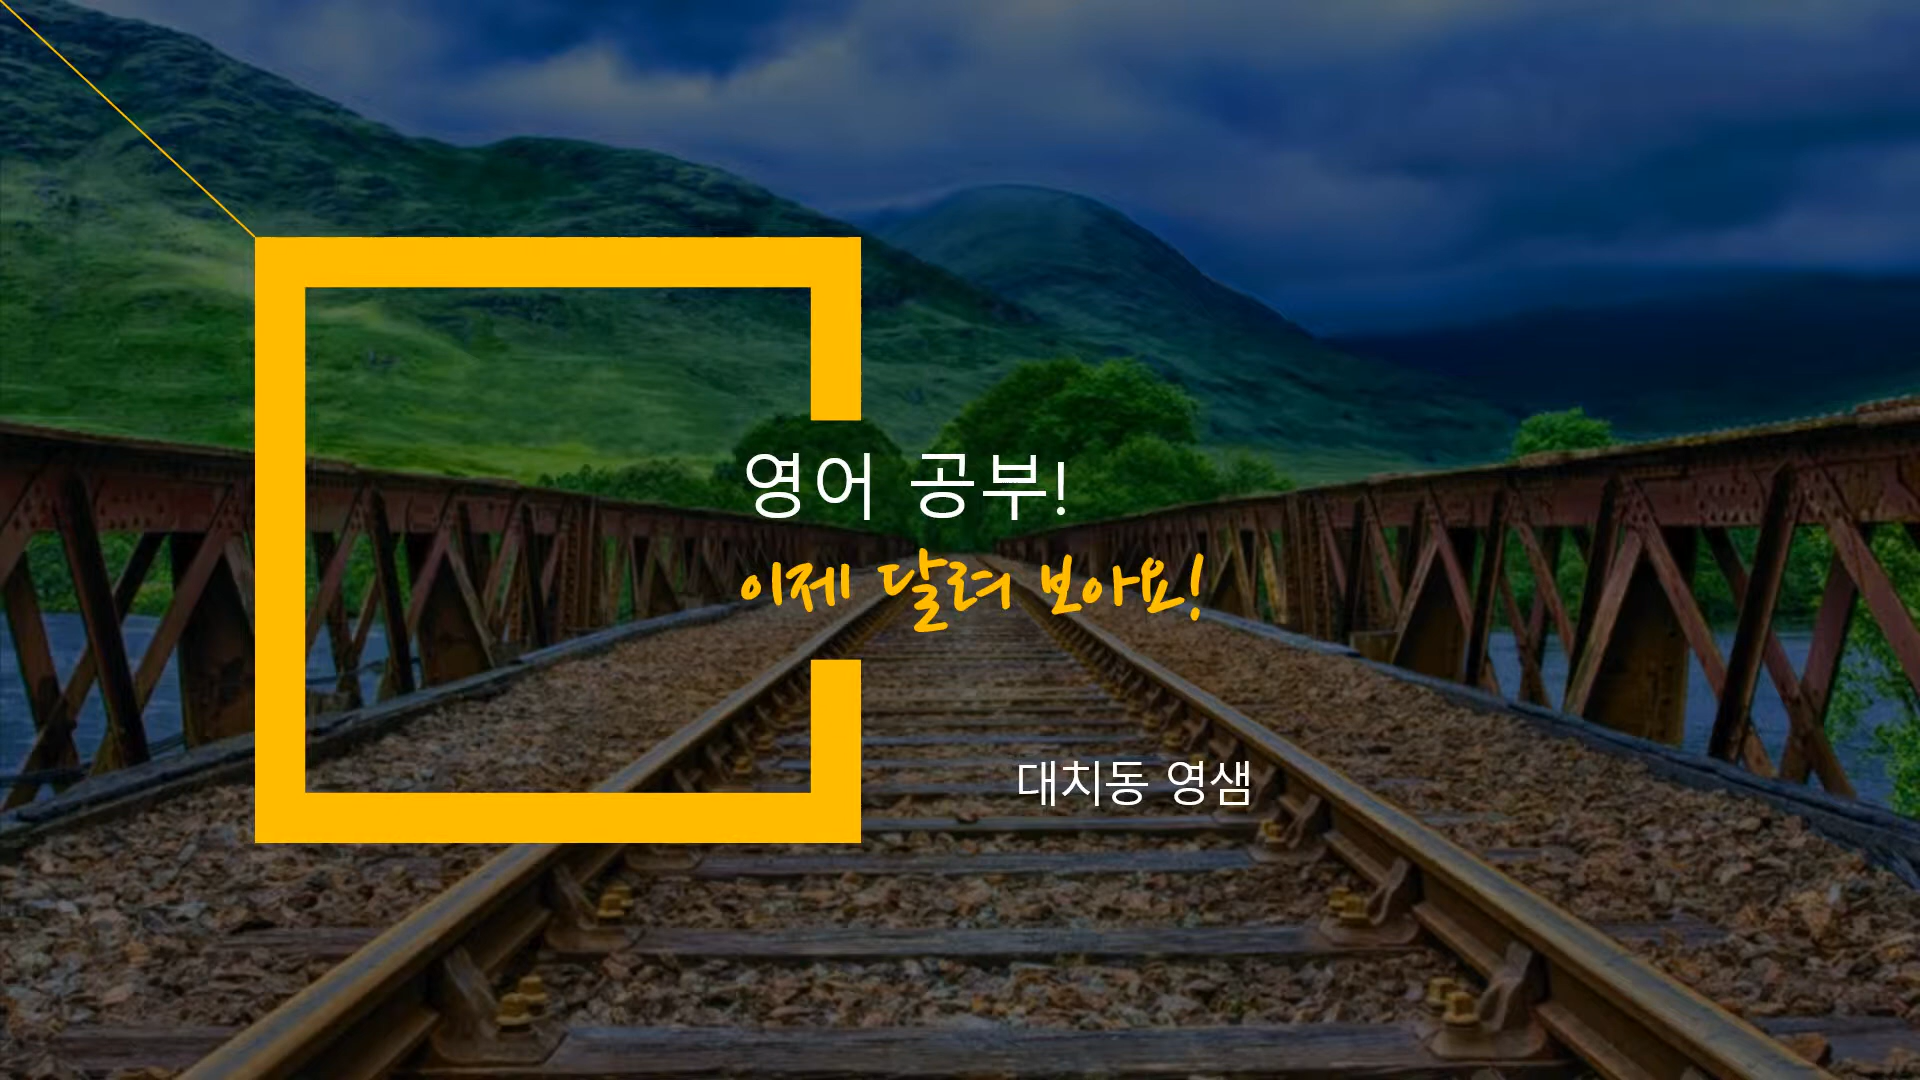 영어 공부!
이제 달려 보아요!
대치동 영샘